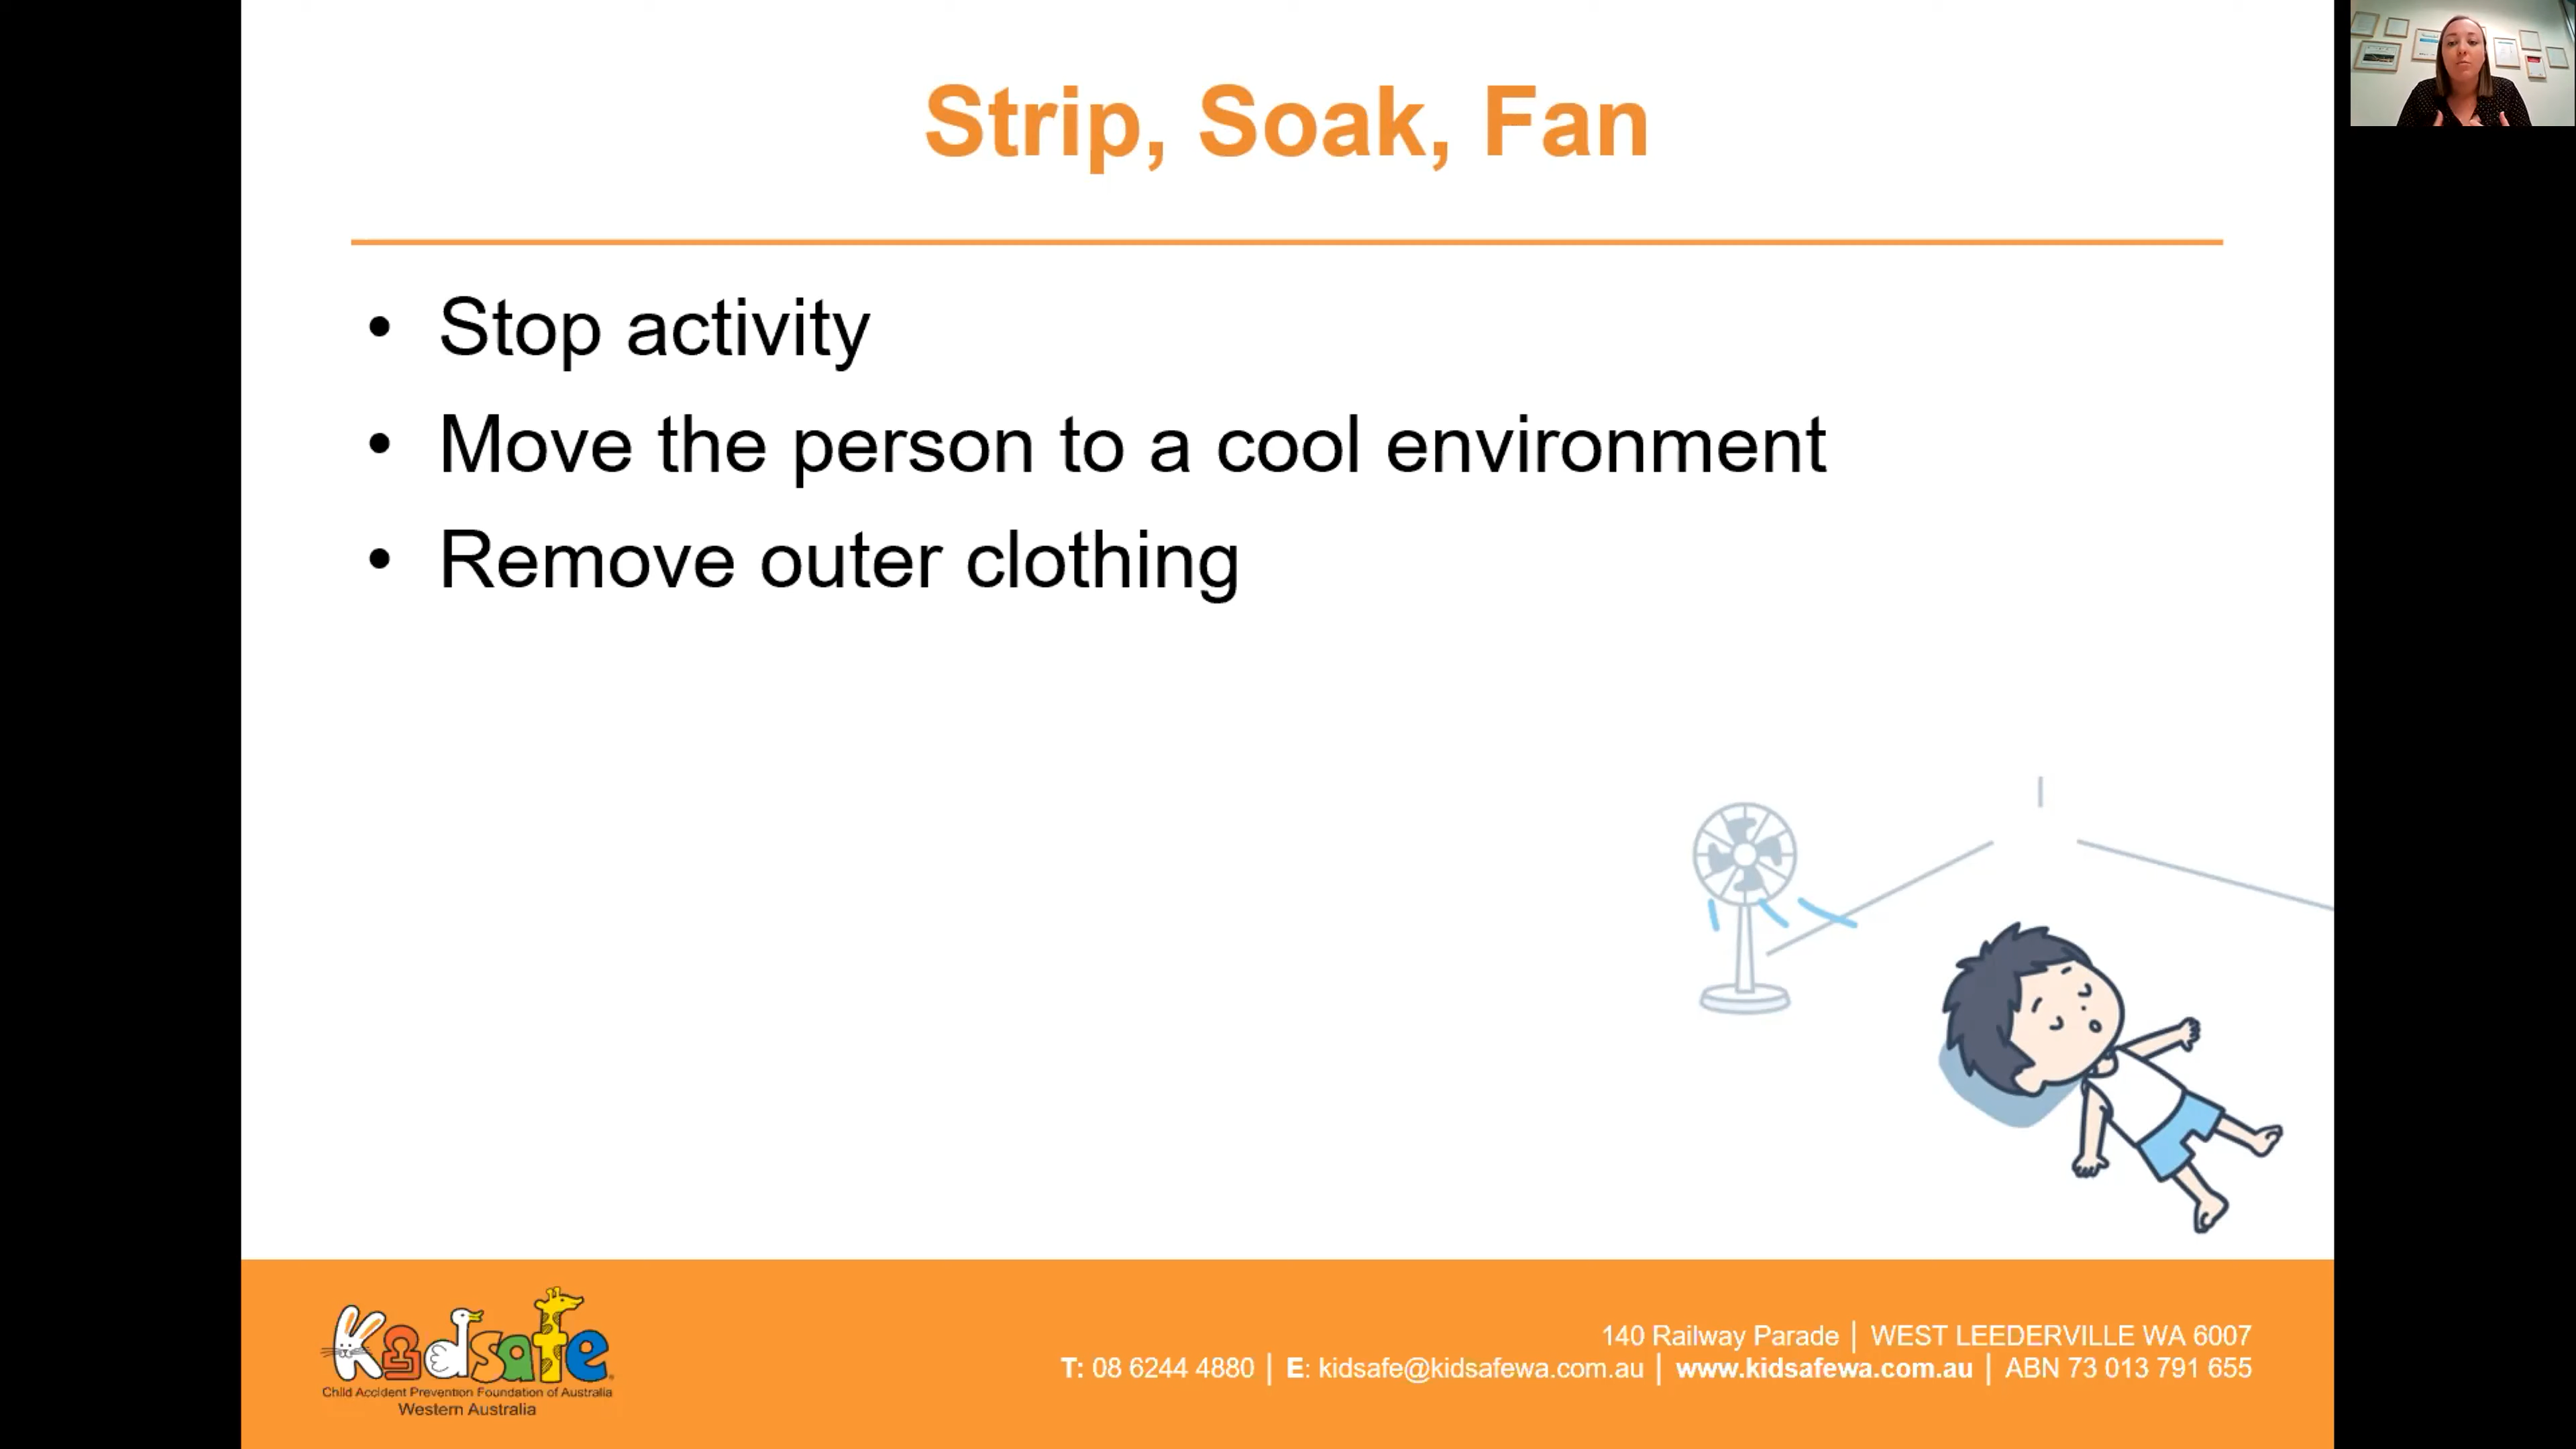 Strip, Soak, Fan
• Stop activity
• Move the person to a cool environment
• Remove outer clothing
Kidsafe
Child Accident Prevention Foundation of Australia
Western Australia
140 Railway Parade | WEST LEEDERVILLE WA 6007
T: 08 6244 4880 | E: kidsafe@kidsafewa.com.au | www.kidsafewa.com.au | ABN 73 013 791 655